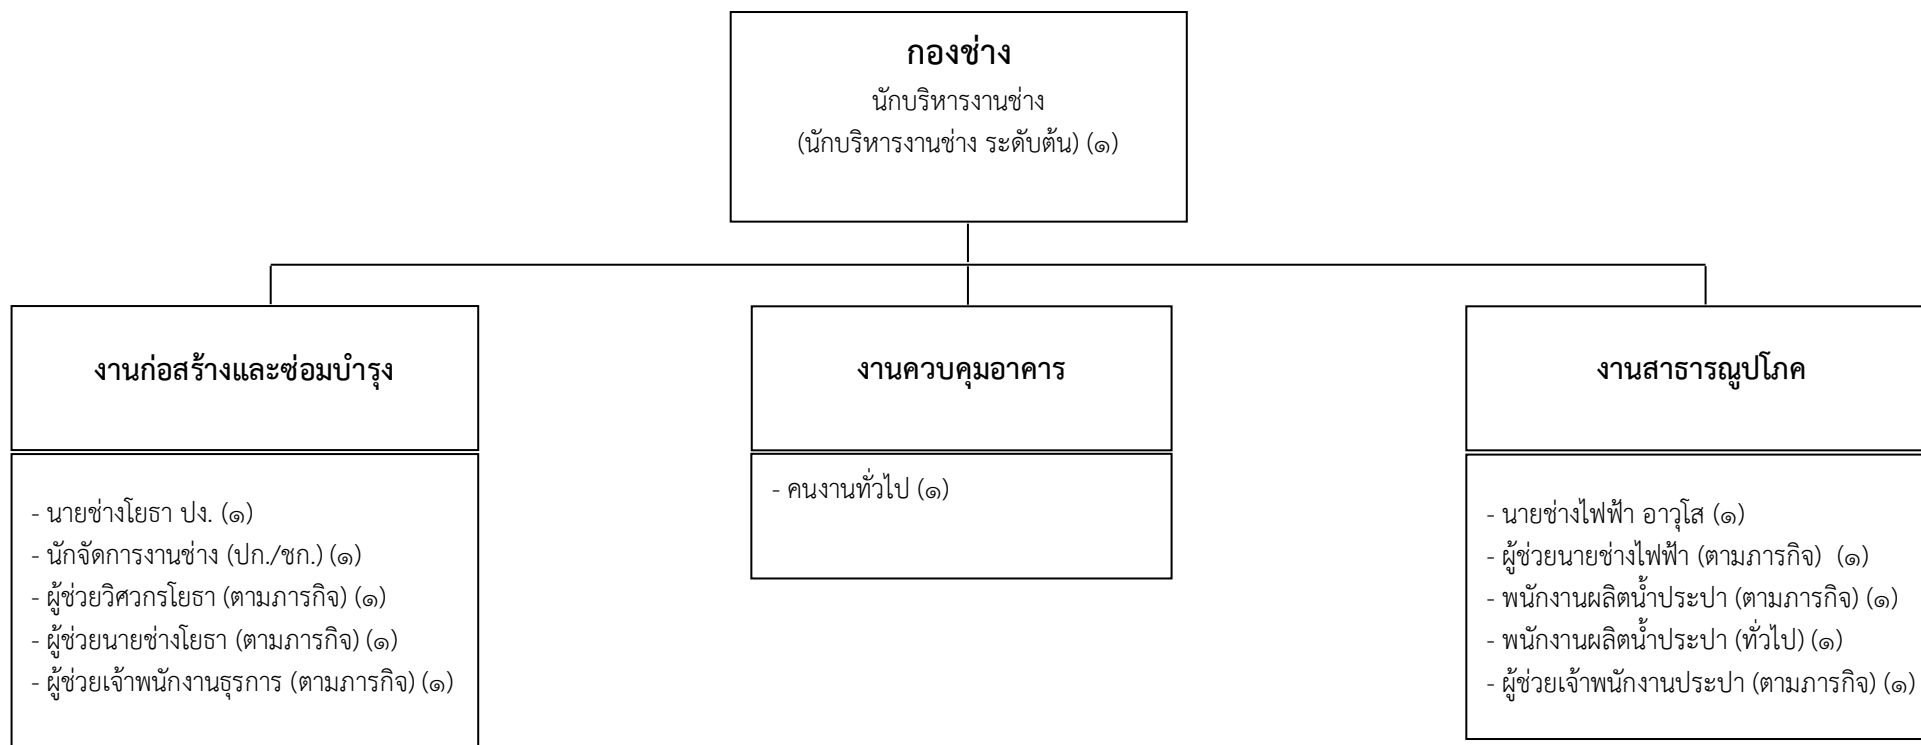 กองช่าง
นักบริหารงานช่าง
(นักบริหารงานช่าง ระดับต้น) (๑)
งานก่อสร้างและซ่อมบำรุง
- นายช่างโยธา ปง. (๑)
- นักจัดการงานช่าง (ปก./ชก.) (๑)
- ผู้ช่วยวิศวกรโยธา (ตามภารกิจ) (๑)
- ผู้ช่วยนายช่างโยธา (ตามภารกิจ) (๑)
- ผู้ช่วยเจ้าพนักงานธุรการ (ตามภารกิจ) (๑)
งานควบคุมอาคาร
- คนงานทั่วไป (๑)
งานสาธารณูปโภค
- นายช่างไฟฟ้า อาวุโส (๑)
- ผู้ช่วยนายช่างไฟฟ้า (ตามภารกิจ) (๑)
- พนักงานผลิตน้ำประปา (ตามภารกิจ) (๑)
- พนักงานผลิตน้ำประปา (ทั่วไป) (๑)
- ผู้ช่วยเจ้าพนักงานประปา (ตามภารกิจ) (๑)